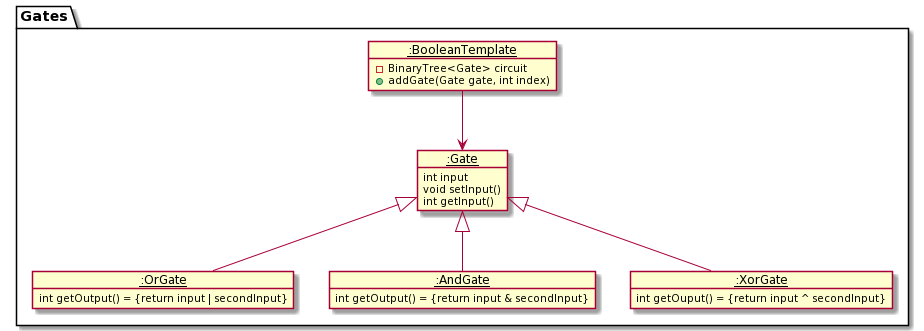 Gates
:BooleanTemplate
BinaryTree<Gate> circuit
addGate(Gate gate, int index)
:Gate
int input
void setInput()
int getInput()
:OrGate
int getOutput() = {return input | secondInput}
:AndGate
int getOutput() = {return input & secondInput}
:XorGate
int getOuput() = {return input ^ secondInput}